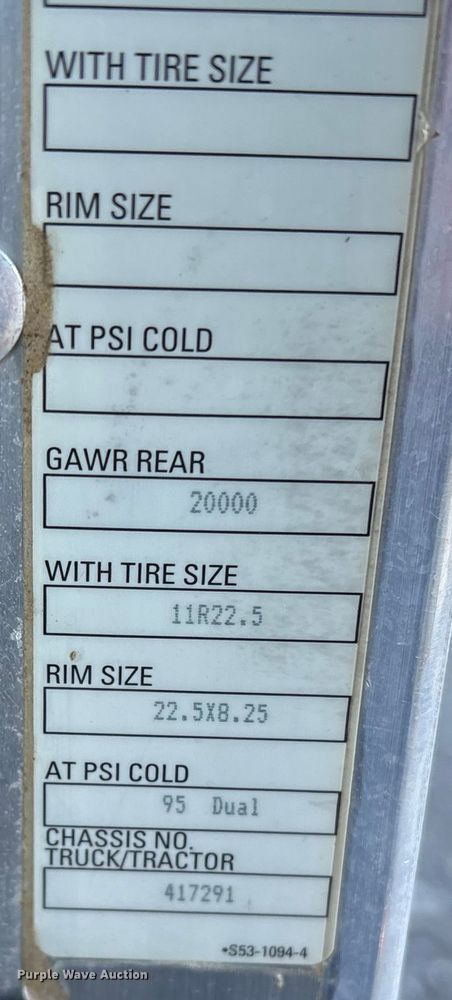 WITH TIRE SIZE
RIM SIZE
AT PSI COLD
GAWR REAR
20000
WITH TIRE SIZE
11R22.5
RIM SIZE
22.5X8.25
AT PSI COLD
95 Dual
CHASSIS NO.
TRUCK/TRACTOR
417291
*S53-1094-4
Purple Wave Auction